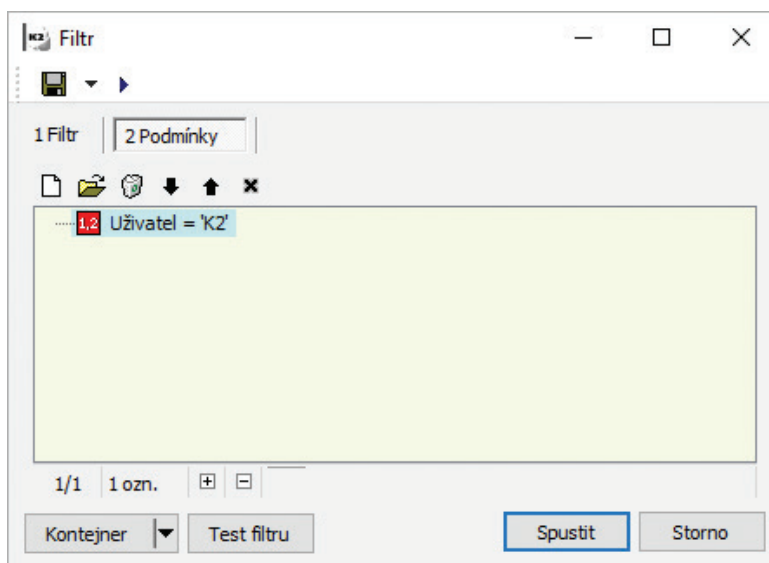 K2 Filtr
1 Filtr 2 Podmínky
1,2 Uživatel = 'K2'
1/1 1 ozn.
Kontejner Test filtru Spustit Storno